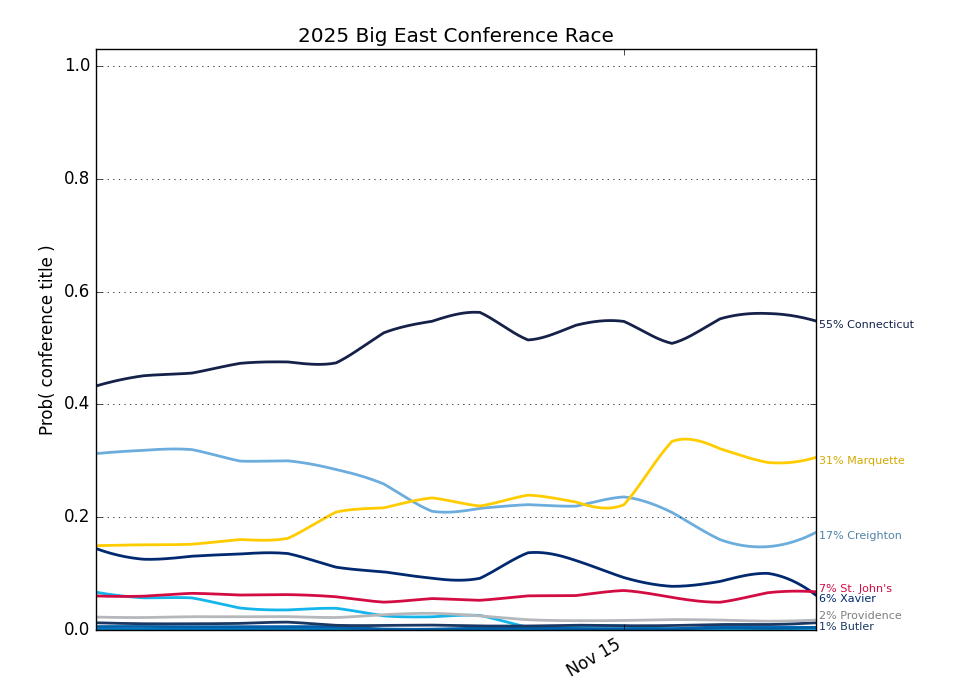 2025 Big East Conference Race
1.0
0.8
0.6
0.4
0.2
0.0
Prob( conference title )
Nov 15
55% Connecticut
31% Marquette
17% Creighton
7% St. John's
6% Xavier
2% Providence
1% Butler